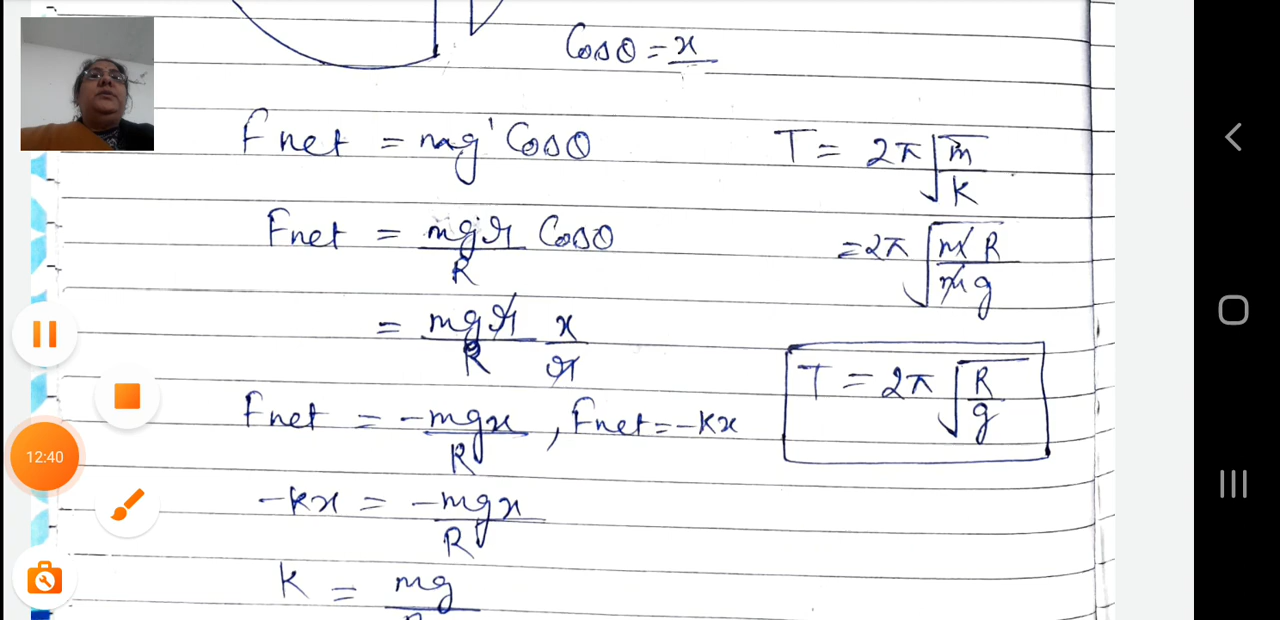 Cosθ = x
Fnet = mg' Cosθ
Fnet = mgr/R Cosθ
= mgr/R x/r
Fnet = -mgx/R , Fnet = -kx
-kx = -mgx/R
k = mg
T = 2π√(m/k)
= 2π√(mR/mg)
T = 2π√(R/g)
12:40